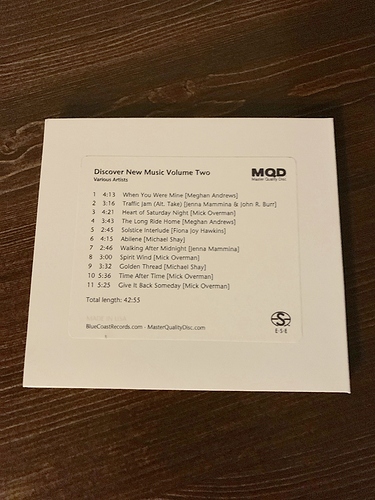 Discover New Music Volume Two
Various Artists
MQD
Master Quality Disc
1 4:13 When You Were Mine [Meghan Andrews]
2 3:16 Traffic Jam (Alt. Take) [Jenna Mammina & John R. Burr]
3 4:21 Heart of Saturday Night [Mick Overman]
4 3:43 The Long Ride Home [Meghan Andrews]
5 2:45 Solstice Interlude [Fiona Joy Hawkins]
6 4:15 Abilene [Michael Shay]
7 2:46 Walking After Midnight [Jenna Mammina]
8 3:00 Spirit Wind [Mick Overman]
9 3:32 Golden Thread [Michael Shay]
10 5:36 Time After Time [Mick Overman]
11 5:25 Give It Back Someday [Mick Overman]
Total length: 42:55
BlueCoastRecords.com - MasterQualityDisc.com
E·S·E